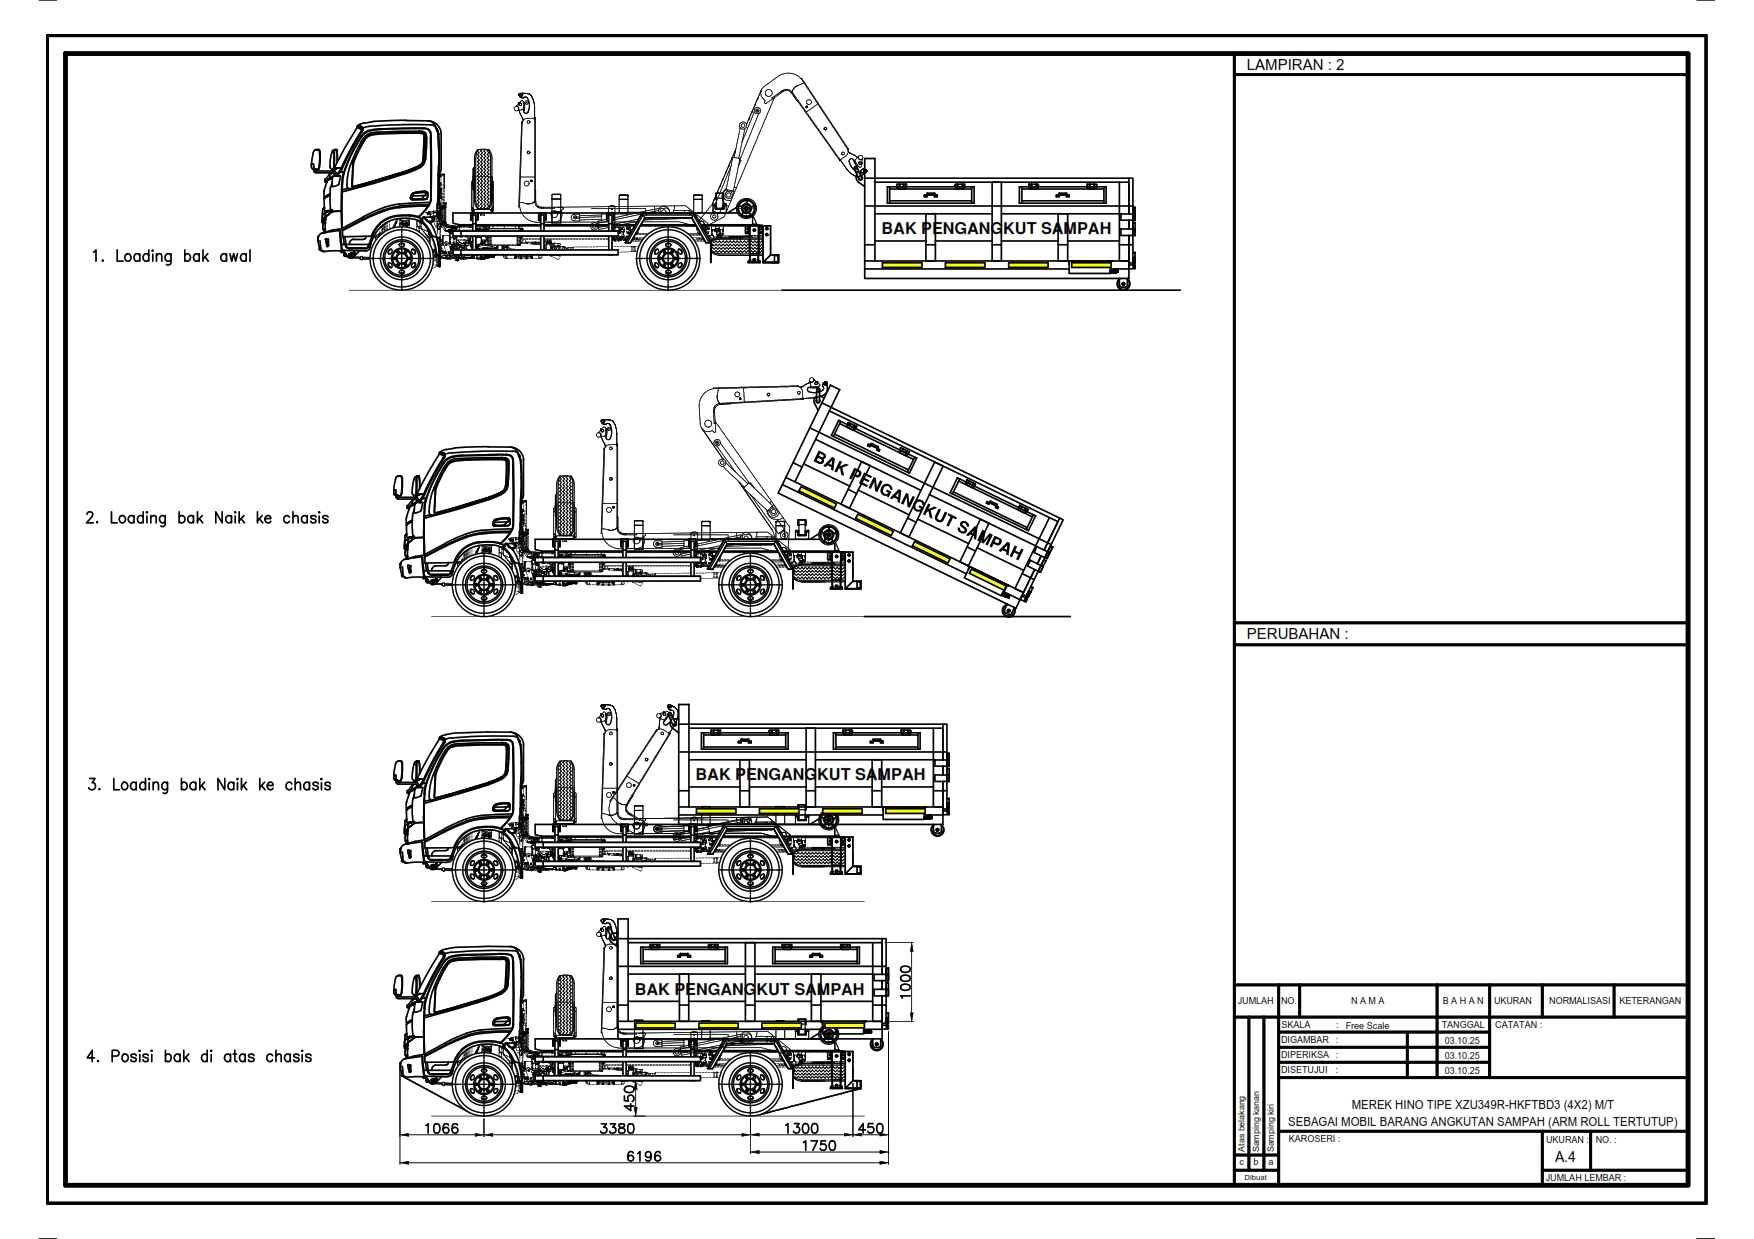 LAMPIRAN : 2
BAK PENGANGKUT SAMPAH
1. Loading bak awal
BAK PENGANGKUT SAMPAH
2. Loading bak Naik ke chasis
PERUBAHAN :
BAK PENGANGKUT SAMPAH
3. Loading bak Naik ke chasis
BAK PENGANGKUT SAMPAH
1000
4. Posisi bak di atas chasis
450
1066 3380 1300 450
1750
6196
JUMLAH NO. N A M A B A H A N UKURAN NORMALISASI KETERANGAN
SKALA : Free Scale TANGGAL CATATAN :
DIGAMBAR : 03.10.25
DIPERIKSA : 03.10.25
DISETUJUI : 03.10.25
Atas belakang
Samping kanan
Samping kiri
c b a
Dibuat
MEREK HINO TIPE XZU349R-HKFTBD3 (4X2) M/T
SEBAGAI MOBIL BARANG ANGKUTAN SAMPAH (ARM ROLL TERTUTUP)
KAROSERI : UKURAN : NO. :
A.4
JUMLAH LEMBAR :